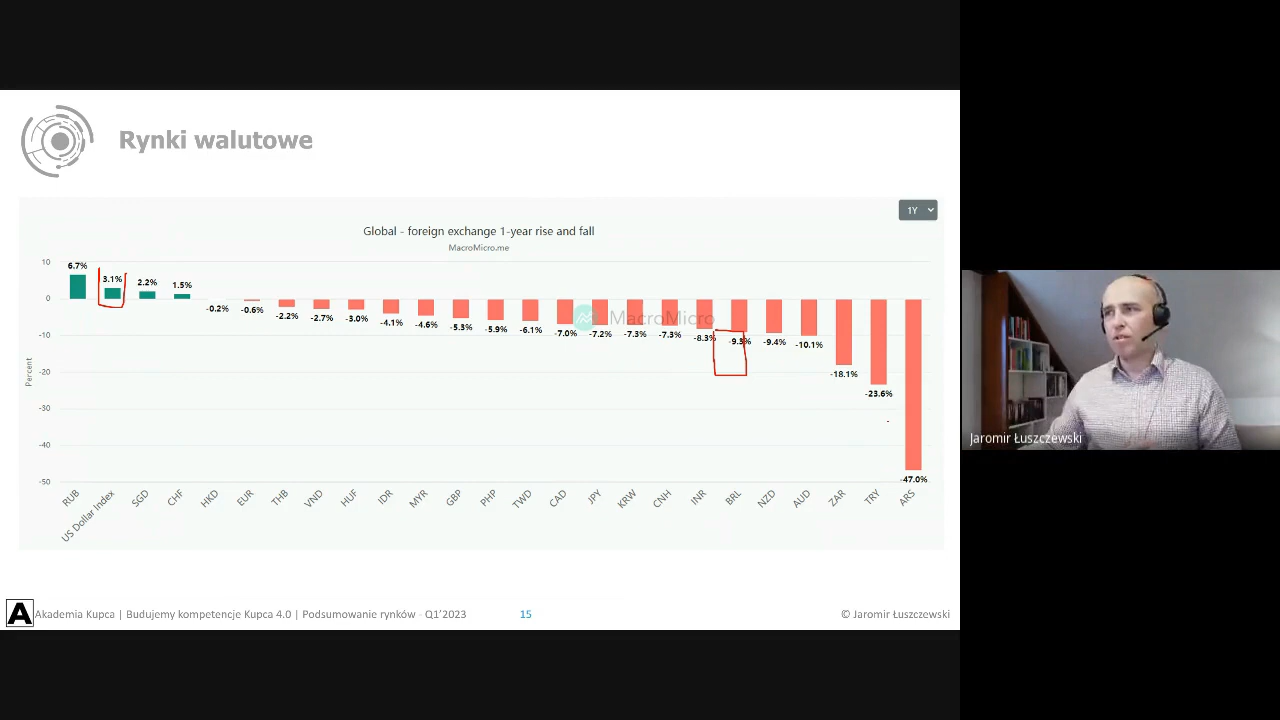 Rynki walutowe
1Y
Global - foreign exchange 1-year rise and fall
MacroMicro.me
10
0
-10
-20
-30
-40
-50
Percent
6.7%
3.1%
2.2%
1.5%
-0.2%
-0.6%
-2.2%
-2.7%
-3.0%
-4.1%
-4.6%
-5.3%
-5.9%
-6.1%
-7.0%
-7.2%
-7.3%
-7.3%
-8.3%
-9.4%
-10.1%
-18.1%
-23.6%
-47.0%
MacroMicro
RUB
US Dollar Index
SGD
CHF
HKD
EUR
THB
VND
HUF
IDR
MYR
GBP
PHP
TWD
CAD
JPY
KRW
CNH
INR
BRL
NZD
AUD
ZAR
TRY
ARS
Jaromir Łuszczewski
A
Akademia Kupca | Budujemy kompetencje Kupca 4.0 | Podsumowanie rynków - Q1'2023
15
© Jaromir Łuszczewski